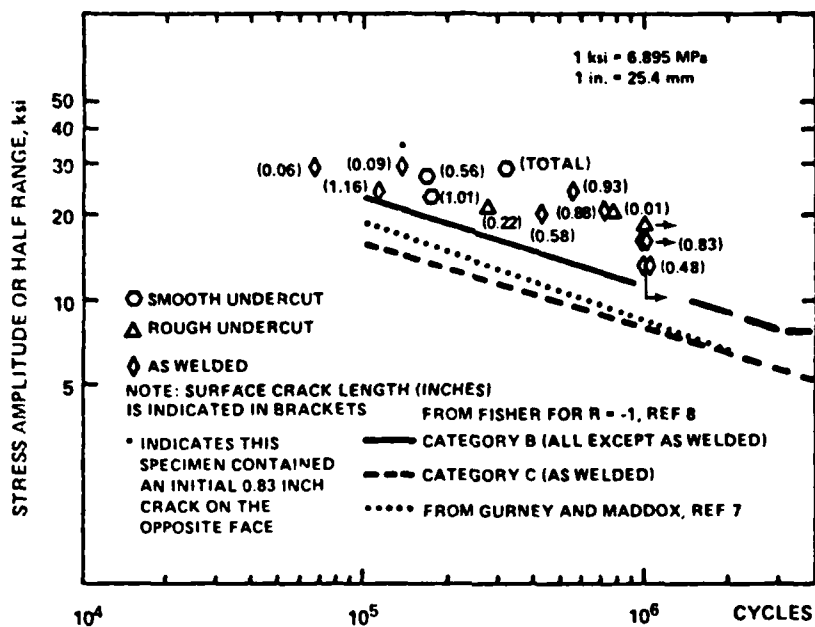 1 ksi = 6.895 MPa
1 in. = 25.4 mm
STRESS AMPLITUDE OR HALF RANGE, ksi
50
40
30
20
10
5
(0.06)
(0.09)
(0.56)
(TOTAL)
(1.16)
(1.01)
(0.93)
(0.22)
(0.58)
(0.88)
(0.01)
(0.83)
(0.48)
SMOOTH UNDERCUT
ROUGH UNDERCUT
AS WELDED
NOTE: SURFACE CRACK LENGTH (INCHES)
IS INDICATED IN BRACKETS
• INDICATES THIS
SPECIMEN CONTAINED
AN INITIAL 0.83 INCH
CRACK ON THE
OPPOSITE FACE
FROM FISHER FOR R = -1, REF 8
CATEGORY B (ALL EXCEPT AS WELDED)
CATEGORY C (AS WELDED)
FROM GURNEY AND MADDOX, REF 7
10⁴
10⁵
10⁶
CYCLES